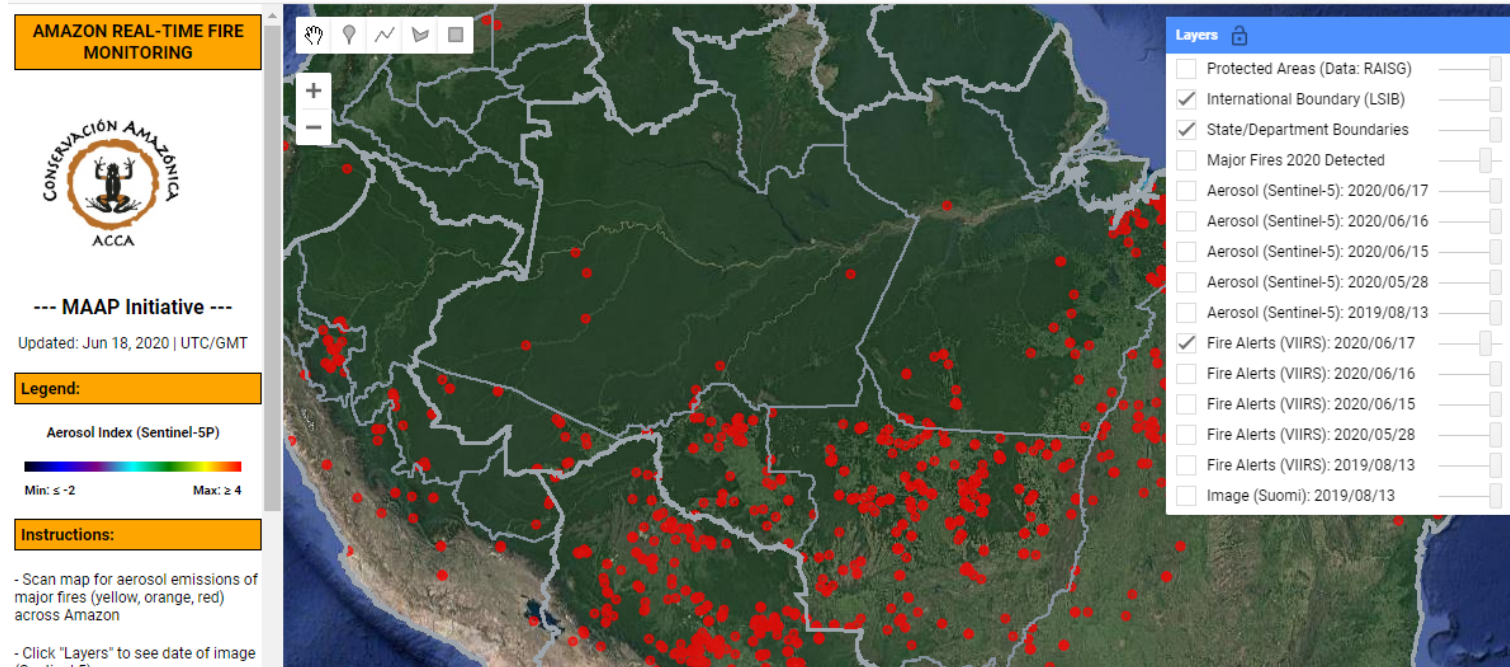 AMAZON REAL-TIME FIRE
MONITORING
CONSERVACIÓN AMAZÓNICA
ACCA
--- MAAP Initiative ---
Updated: Jun 18, 2020 | UTC/GMT
Legend:
Aerosol Index (Sentinel-5P)
Min: ≤ -2 Max: ≥ 4
Instructions:
- Scan map for aerosol emissions of
major fires (yellow, orange, red)
across Amazon
- Click "Layers" to see date of image
+
−
Layers
Protected Areas (Data: RAISG)
International Boundary (LSIB)
State/Department Boundaries
Major Fires 2020 Detected
Aerosol (Sentinel-5): 2020/06/17
Aerosol (Sentinel-5): 2020/06/16
Aerosol (Sentinel-5): 2020/06/15
Aerosol (Sentinel-5): 2020/05/28
Aerosol (Sentinel-5): 2019/08/13
Fire Alerts (VIIRS): 2020/06/17
Fire Alerts (VIIRS): 2020/06/16
Fire Alerts (VIIRS): 2020/06/15
Fire Alerts (VIIRS): 2020/05/28
Fire Alerts (VIIRS): 2019/08/13
Image (Suomi): 2019/08/13